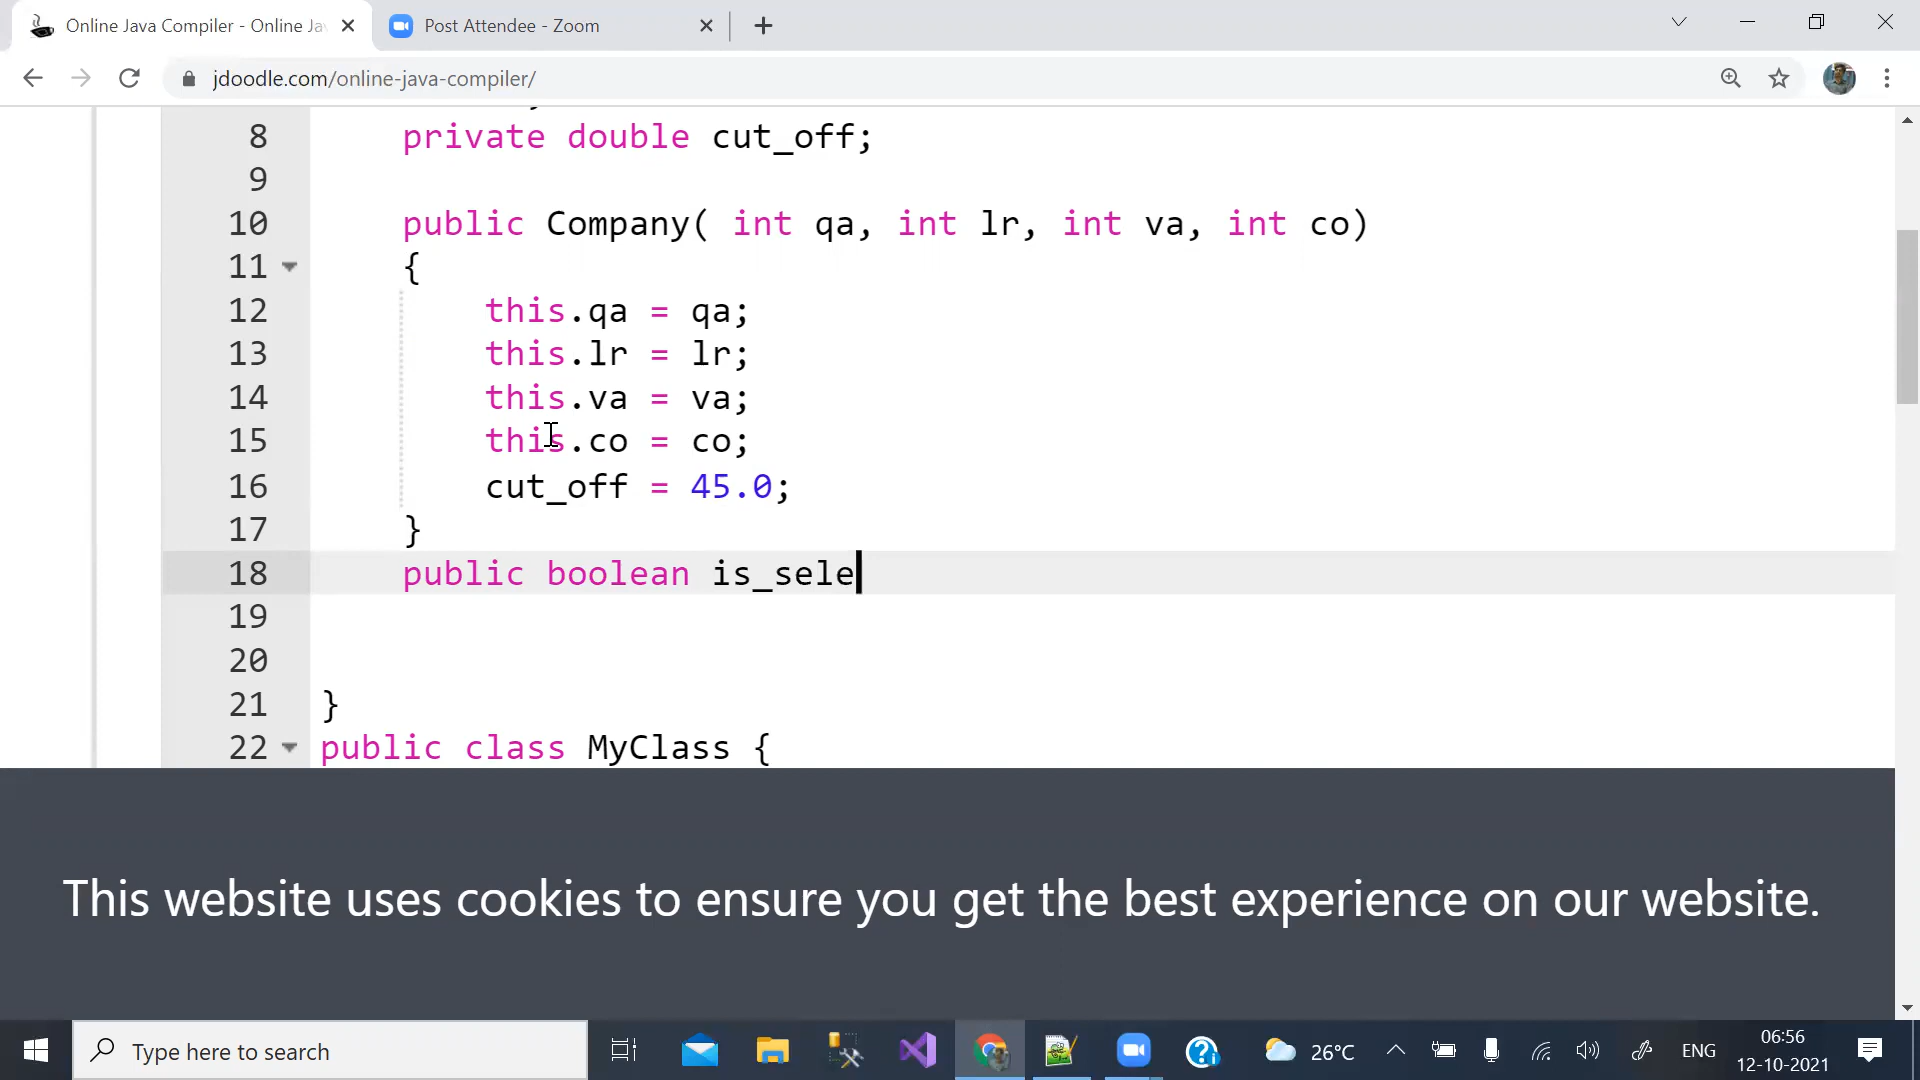 Online Java Compiler - Online Ja
Post Attendee - Zoom
jdoodle.com/online-java-compiler/
8 private double cut_off;
9
10 public Company( int qa, int lr, int va, int co)
11 {
12 this.qa = qa;
13 this.lr = lr;
14 this.va = va;
15 this.co = co;
16 cut_off = 45.0;
17 }
18 public boolean is_sele
19
20
21 }
22 public class MyClass {
This website uses cookies to ensure you get the best experience on our website.
Type here to search
26°C
ENG
06:56
12-10-2021